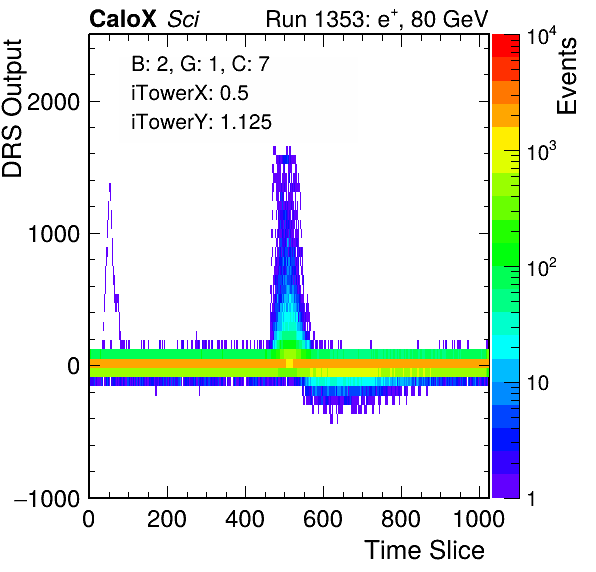 CaloX Sci Run 1353: e⁺, 80 GeV
DRS Output
B: 2, G: 1, C: 7
iTowerX: 0.5
iTowerY: 1.125
2000
1000
0
−1000
0 200 400 600 800 1000
Time Slice
Events
10⁴
10³
10²
10
1